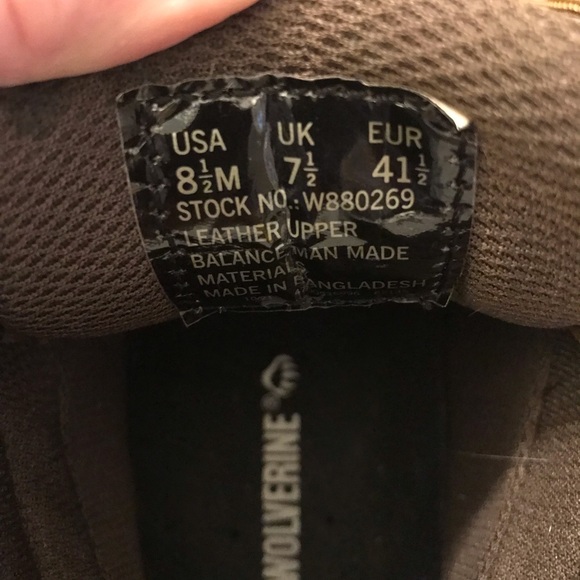 USA UK EUR
8½M 7½ 41½
STOCK NO.: W880269
LEATHER UPPER
BALANCE MAN MADE
MATERIALS
MADE IN BANGLADESH
WOLVERINE